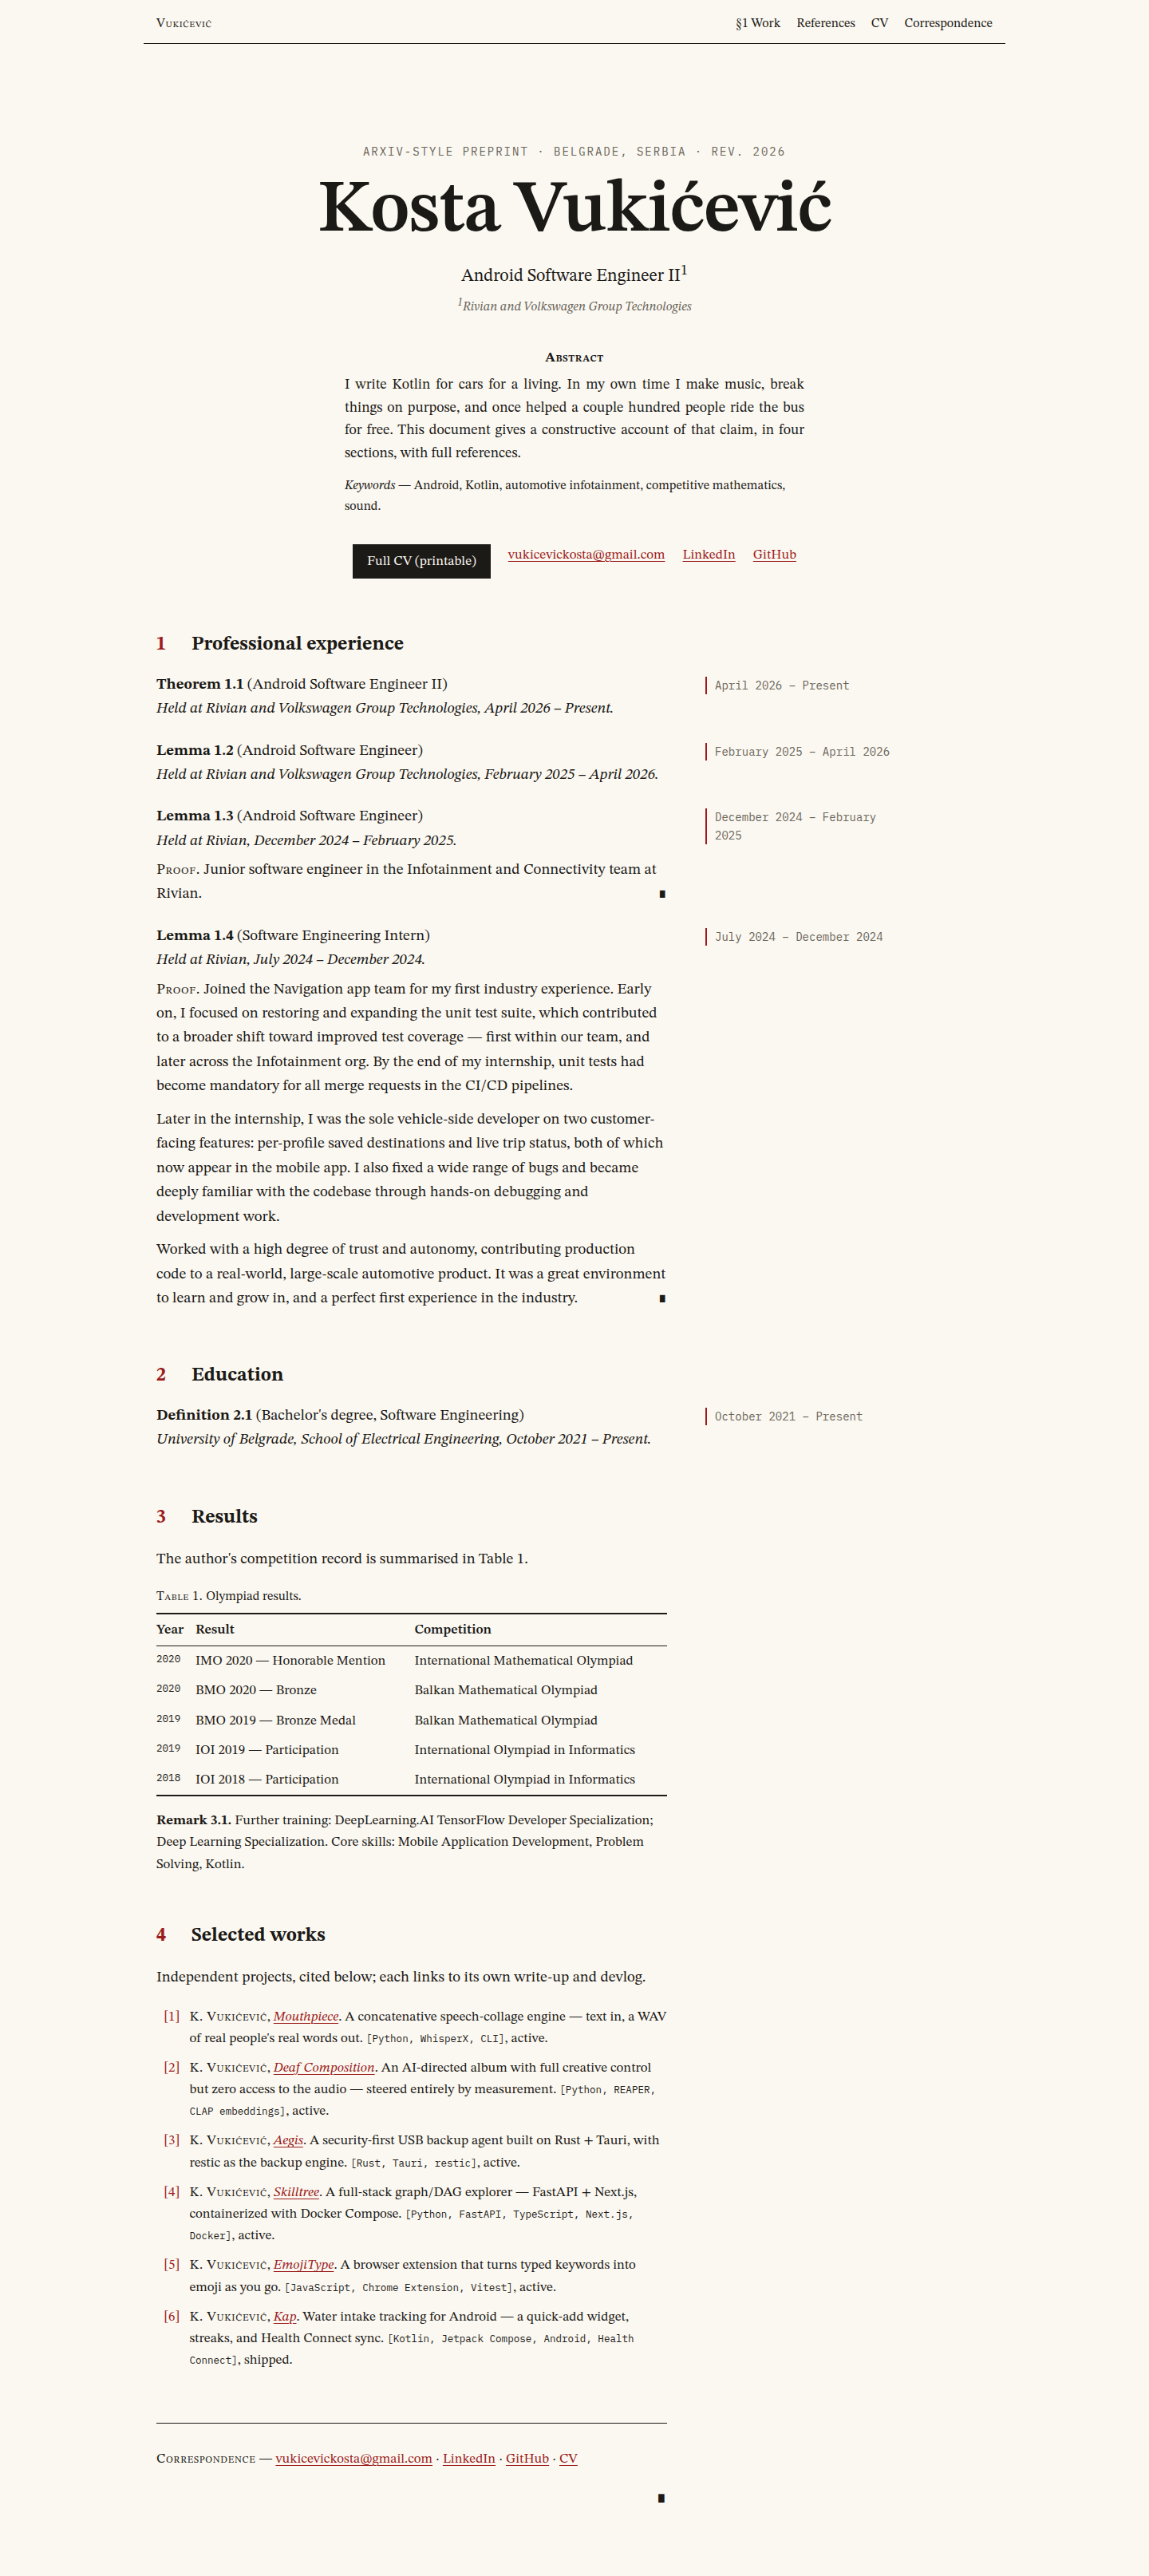 Vukićević
§1 Work References CV Correspondence
ARXIV-STYLE PREPRINT · BELGRADE, SERBIA · REV. 2026
Kosta Vukićević
Android Software Engineer II1
1Rivian and Volkswagen Group Technologies
Abstract
I write Kotlin for cars for a living. In my own time I make music, break
things on purpose, and once helped a couple hundred people ride the bus
for free. This document gives a constructive account of that claim, in four
sections, with full references.
Keywords — Android, Kotlin, automotive infotainment, competitive mathematics,
sound.
Full CV (printable) vukicevickosta@gmail.com LinkedIn GitHub
1 Professional experience
Theorem 1.1 (Android Software Engineer II)
Held at Rivian and Volkswagen Group Technologies, April 2026 – Present.
April 2026 – Present
Lemma 1.2 (Android Software Engineer)
Held at Rivian and Volkswagen Group Technologies, February 2025 – April 2026.
February 2025 – April 2026
Lemma 1.3 (Android Software Engineer)
Held at Rivian, December 2024 – February 2025.
December 2024 – February
2025
Proof. Junior software engineer in the Infotainment and Connectivity team at
Rivian. ∎
Lemma 1.4 (Software Engineering Intern)
Held at Rivian, July 2024 – December 2024.
July 2024 – December 2024
Proof. Joined the Navigation app team for my first industry experience. Early
on, I focused on restoring and expanding the unit test suite, which contributed
to a broader shift toward improved test coverage — first within our team, and
later across the Infotainment org. By the end of my internship, unit tests had
become mandatory for all merge requests in the CI/CD pipelines.
Later in the internship, I was the sole vehicle-side developer on two customer-
facing features: per-profile saved destinations and live trip status, both of which
now appear in the mobile app. I also fixed a wide range of bugs and became
deeply familiar with the codebase through hands-on debugging and
development work.
Worked with a high degree of trust and autonomy, contributing production
code to a real-world, large-scale automotive product. It was a great environment
to learn and grow in, and a perfect first experience in the industry. ∎
2 Education
Definition 2.1 (Bachelor's degree, Software Engineering)
University of Belgrade, School of Electrical Engineering, October 2021 – Present.
October 2021 – Present
3 Results
The author's competition record is summarised in Table 1.
Table 1. Olympiad results.
Year Result Competition
2020 IMO 2020 — Honorable Mention International Mathematical Olympiad
2020 BMO 2020 — Bronze Balkan Mathematical Olympiad
2019 BMO 2019 — Bronze Medal Balkan Mathematical Olympiad
2019 IOI 2019 — Participation International Olympiad in Informatics
2018 IOI 2018 — Participation International Olympiad in Informatics
Remark 3.1. Further training: DeepLearning.AI TensorFlow Developer Specialization;
Deep Learning Specialization. Core skills: Mobile Application Development, Problem
Solving, Kotlin.
4 Selected works
Independent projects, cited below; each links to its own write-up and devlog.
[1] K. Vukićević, Mouthpiece. A concatenative speech-collage engine — text in, a WAV
of real people's real words out. [Python, WhisperX, CLI], active.
[2] K. Vukićević, Deaf Composition. An AI-directed album with full creative control
but zero access to the audio — steered entirely by measurement. [Python, REAPER,
CLAP embeddings], active.
[3] K. Vukićević, Aegis. A security-first USB backup agent built on Rust + Tauri, with
restic as the backup engine. [Rust, Tauri, restic], active.
[4] K. Vukićević, Skilltree. A full-stack graph/DAG explorer — FastAPI + Next.js,
containerized with Docker Compose. [Python, FastAPI, TypeScript, Next.js,
Docker], active.
[5] K. Vukićević, EmojiType. A browser extension that turns typed keywords into
emoji as you go. [JavaScript, Chrome Extension, Vitest], active.
[6] K. Vukićević, Kap. Water intake tracking for Android — a quick-add widget,
streaks, and Health Connect sync. [Kotlin, Jetpack Compose, Android, Health
Connect], shipped.
Correspondence — vukicevickosta@gmail.com · LinkedIn · GitHub · CV
∎